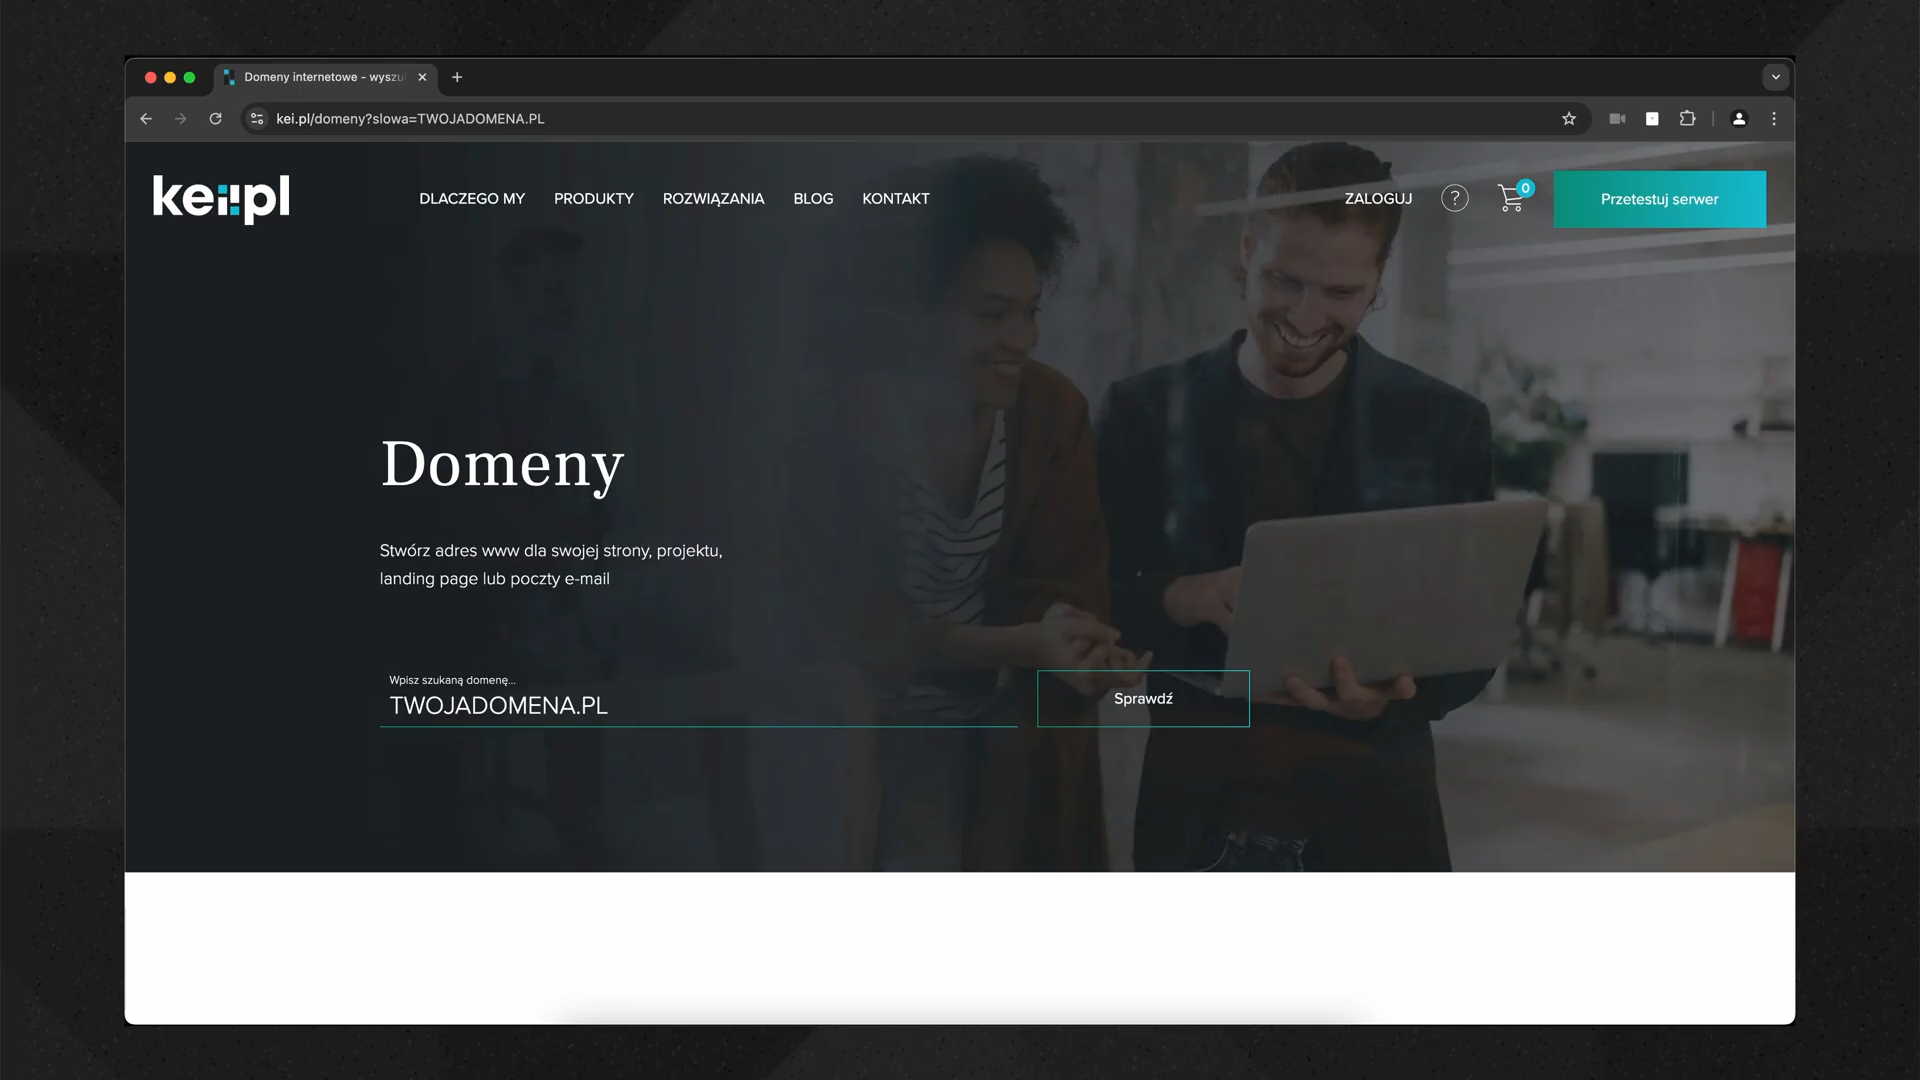 Domeny internetowe - wyszu
kei.pl/domeny?slowa=TWOJADOMENA.PL
kei.pl
DLACZEGO MY
PRODUKTY
ROZWIĄZANIA
BLOG
KONTAKT
ZALOGUJ
?
0
Przetestuj serwer
Domeny
Stwórz adres www dla swojej strony, projektu,
landing page lub poczty e-mail
Wpisz szukaną domenę...
TWOJADOMENA.PL
Sprawdź